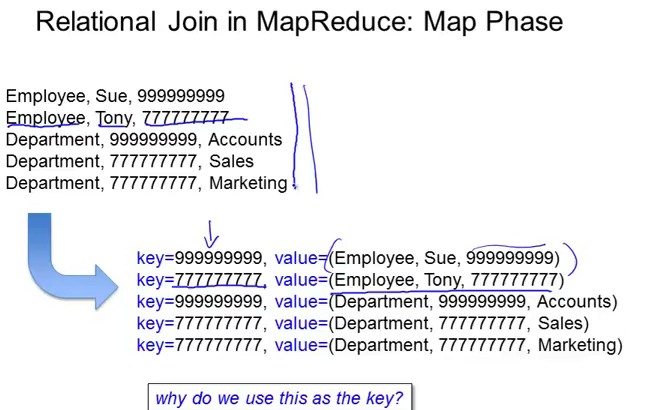 Relational Join in MapReduce: Map Phase
Employee, Sue, 999999999
Employee, Tony, 777777777
Department, 999999999, Accounts
Department, 777777777, Sales
Department, 777777777, Marketing
key=999999999, value=(Employee, Sue, 999999999)
key=777777777, value=(Employee, Tony, 777777777)
key=999999999, value=(Department, 999999999, Accounts)
key=777777777, value=(Department, 777777777, Sales)
key=777777777, value=(Department, 777777777, Marketing)
why do we use this as the key?